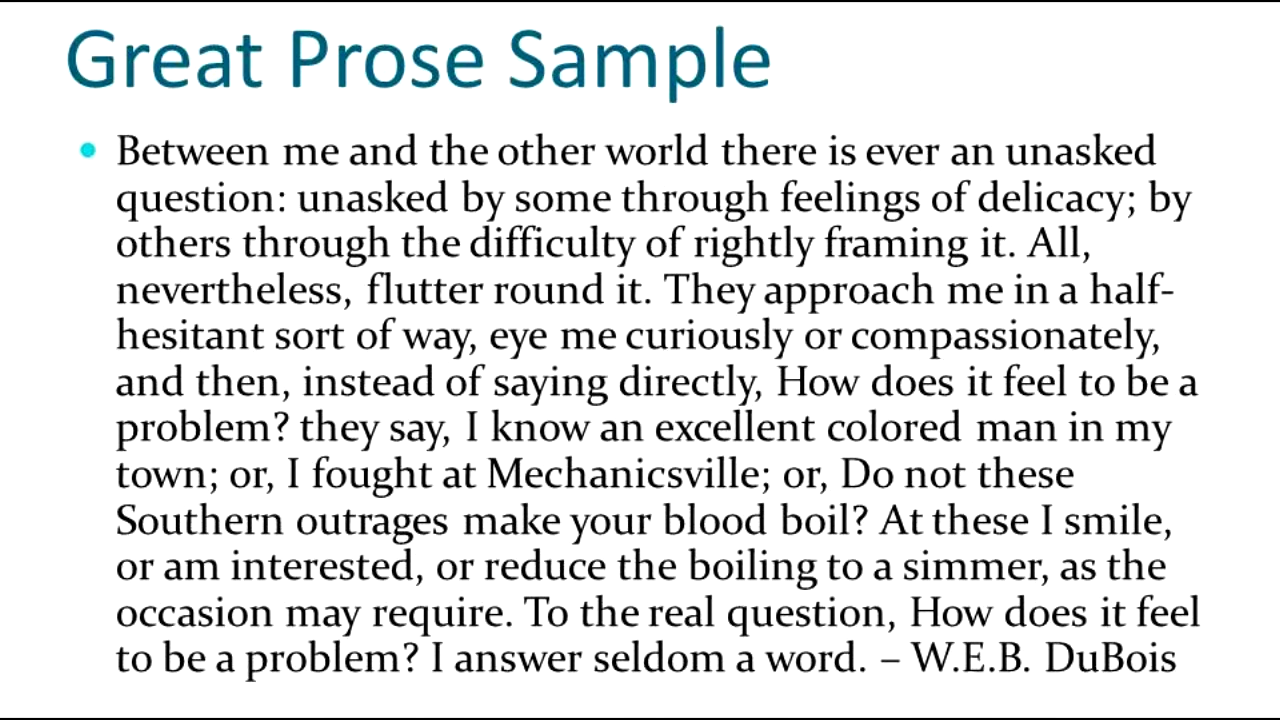 Great Prose Sample
Between me and the other world there is ever an unasked
question: unasked by some through feelings of delicacy; by
others through the difficulty of rightly framing it. All,
nevertheless, flutter round it. They approach me in a half-
hesitant sort of way, eye me curiously or compassionately,
and then, instead of saying directly, How does it feel to be a
problem? they say, I know an excellent colored man in my
town; or, I fought at Mechanicsville; or, Do not these
Southern outrages make your blood boil? At these I smile,
or am interested, or reduce the boiling to a simmer, as the
occasion may require. To the real question, How does it feel
to be a problem? I answer seldom a word. – W.E.B. DuBois